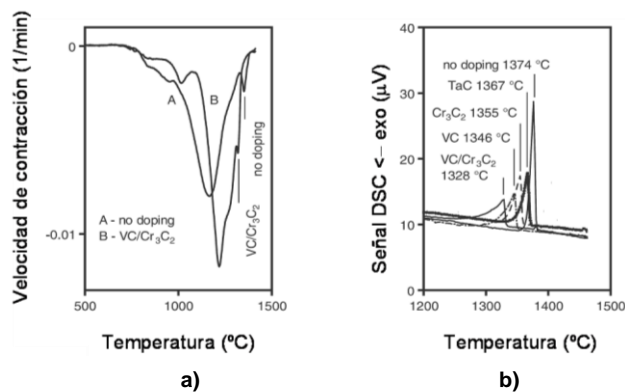 Velocidad de contracción (1/min)
0
-0.01
A
B
no doping
VC/Cr₃C₂
A - no doping
B - VC/Cr₃C₂
500
1000
1500
Temperatura (ºC)
a)
Señal DSC <– exo (µV)
40
30
20
10
0
no doping 1374 °C
TaC 1367 °C
Cr₃C₂ 1355°C
VC 1346 °C
VC/Cr₃C₂
1328 °C
1200
1300
1400
1500
Temperatura (ºC)
b)